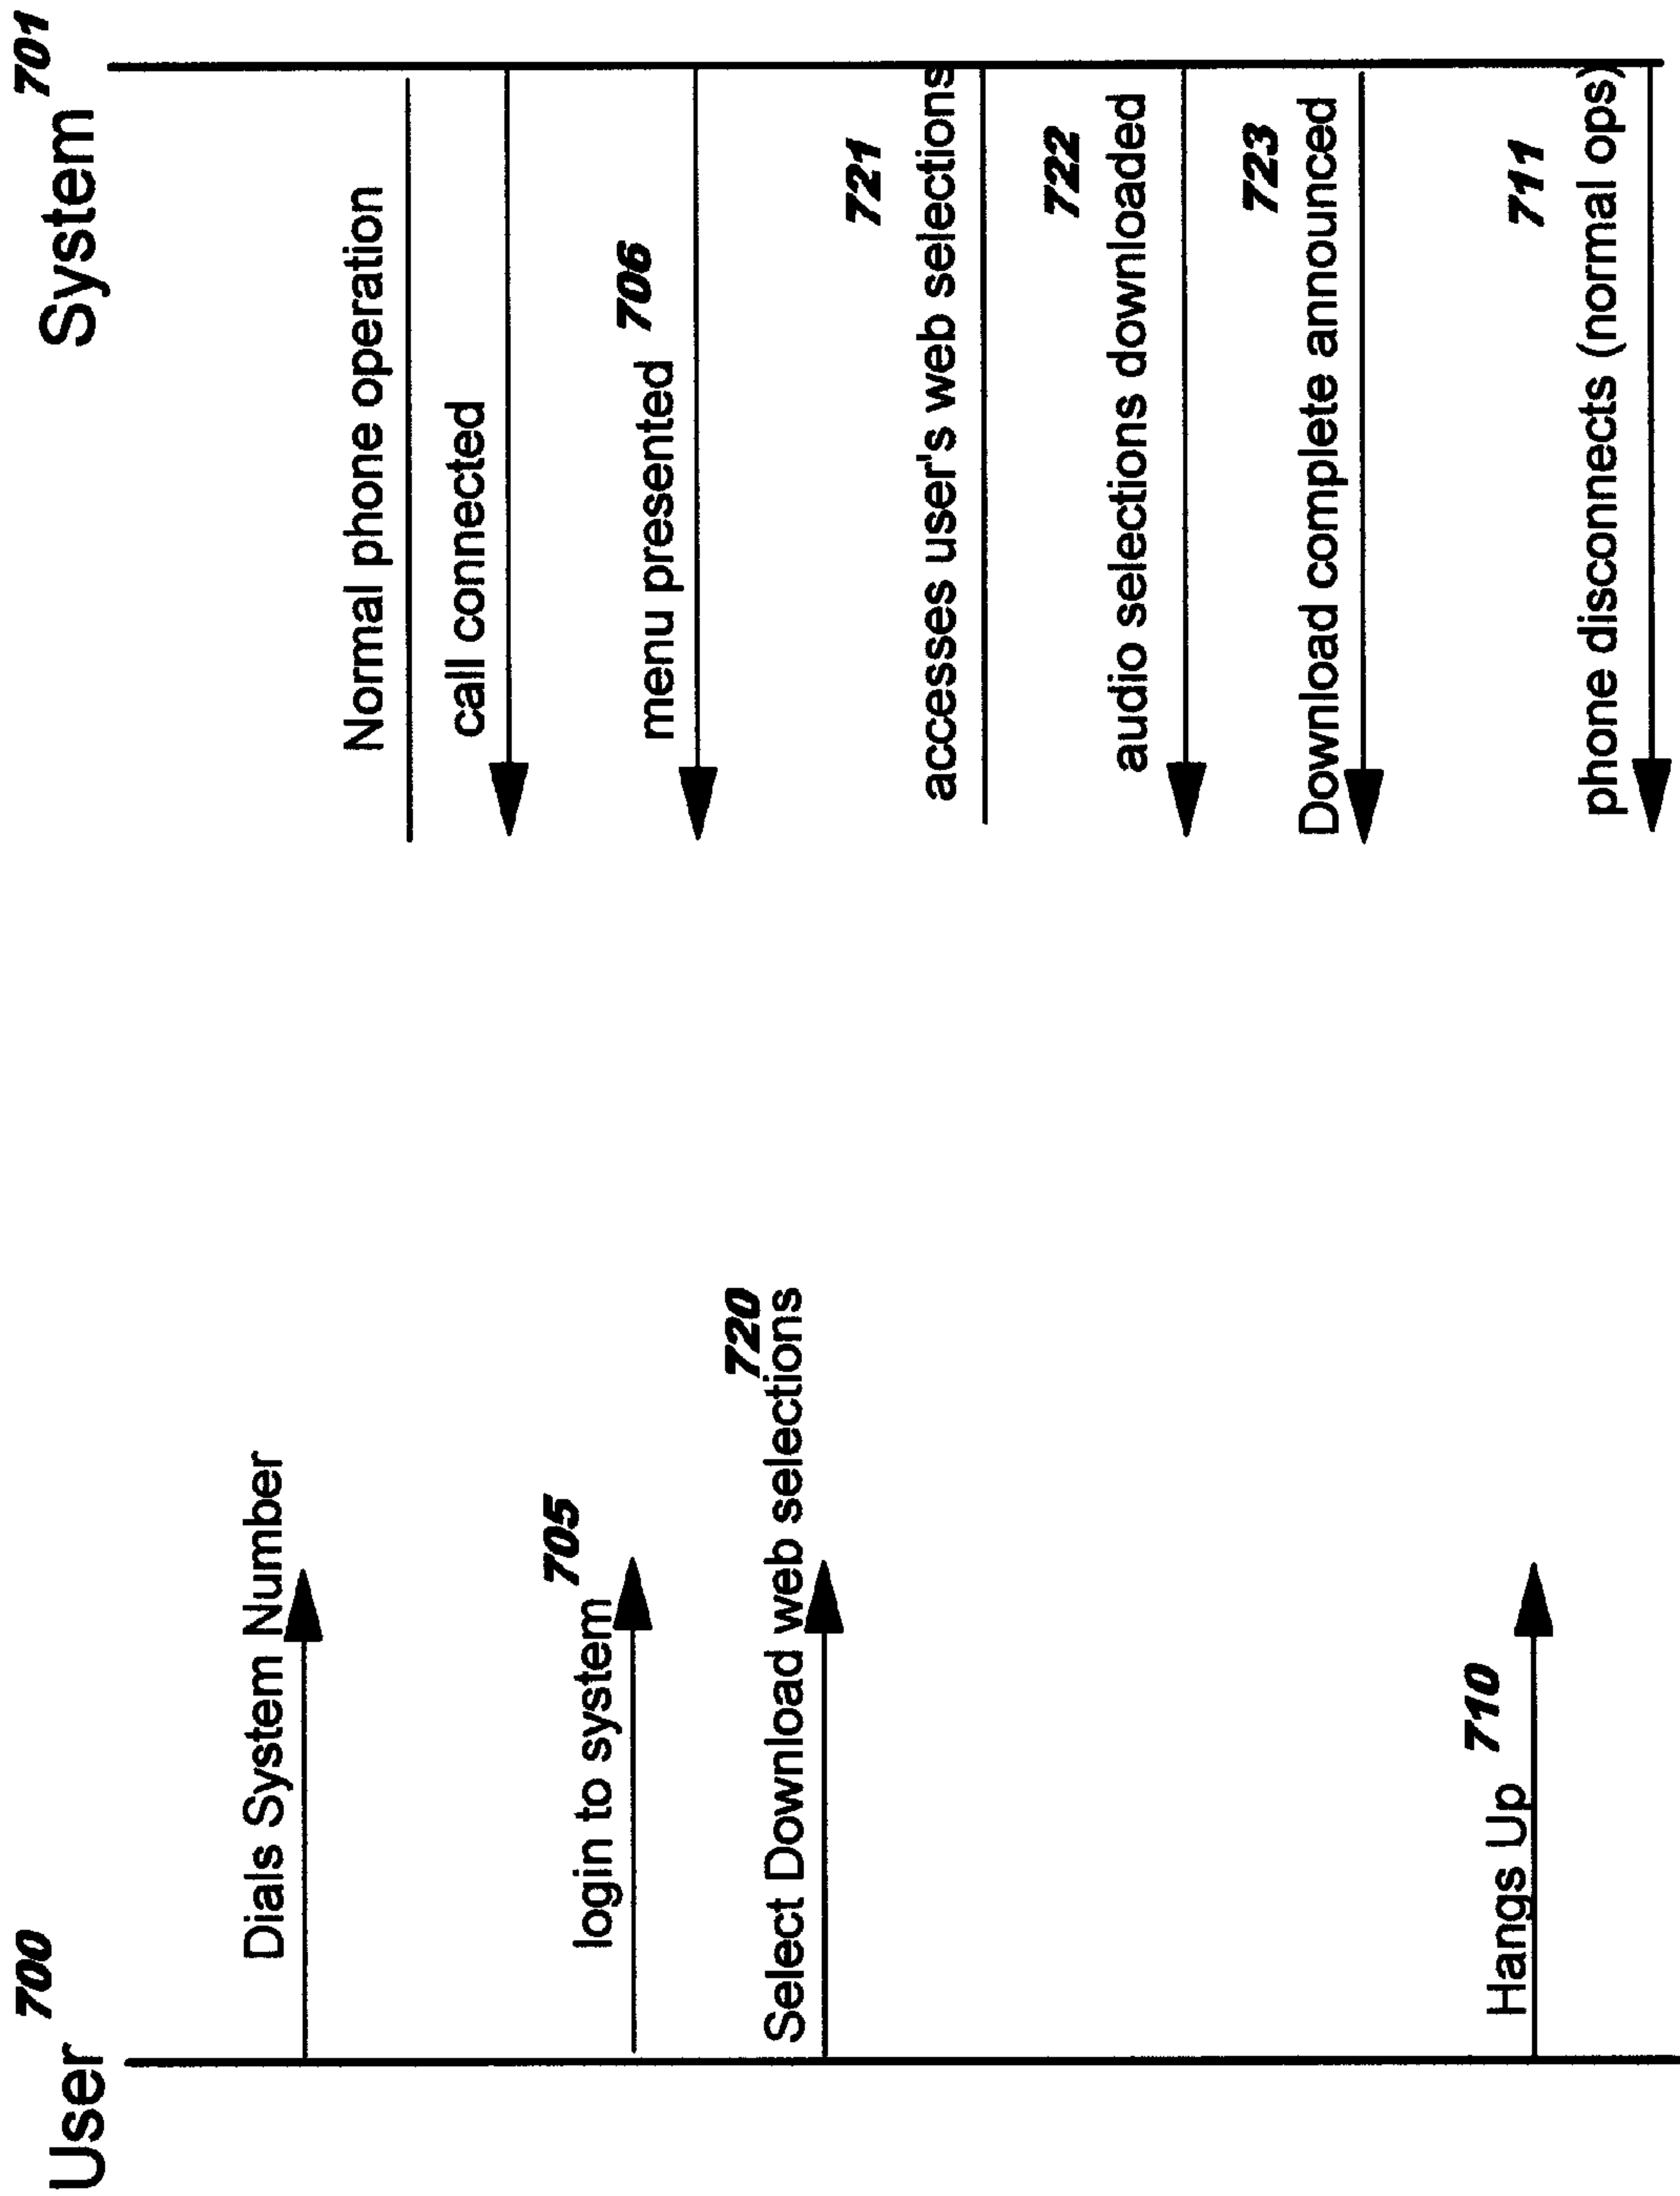 User 700
System 701
Dials System Number
Normal phone operation
call connected
login to system 705
menu presented 706
Select Download web selections 720
accesses user's web selections 721
audio selections downloaded 722
Download complete announced 723
Hangs Up 710
phone disconnects (normal ops) 711